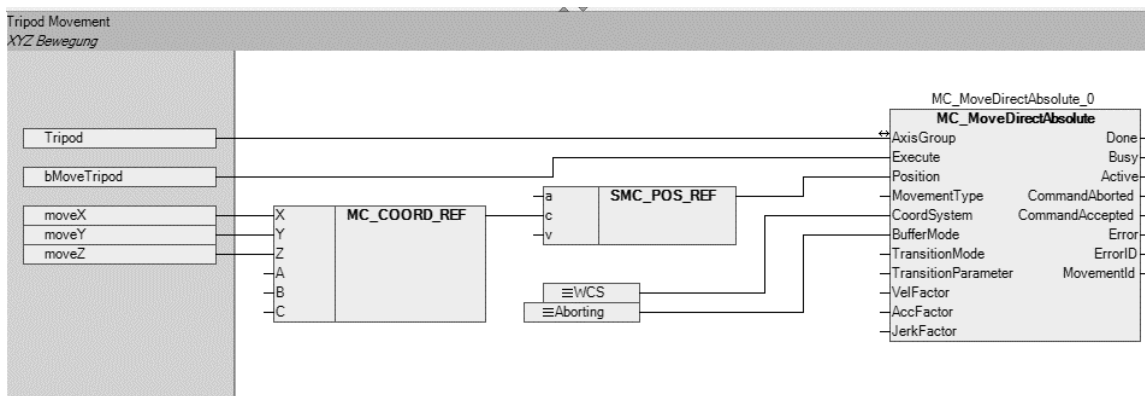 Tripod Movement
XYZ Bewegung
MC_MoveDirectAbsolute_0
MC_MoveDirectAbsolute
Tripod
AxisGroup Done
bMoveTripod
Execute Busy
a SMC_POS_REF
Position Active
MovementType CommandAborted
moveX
X MC_COORD_REF
c
CoordSystem CommandAccepted
moveY
Y
v
BufferMode Error
moveZ
Z
TransitionMode ErrorID
A
TransitionParameter MovementId
B
WCS
VelFactor
C
Aborting
AccFactor
JerkFactor